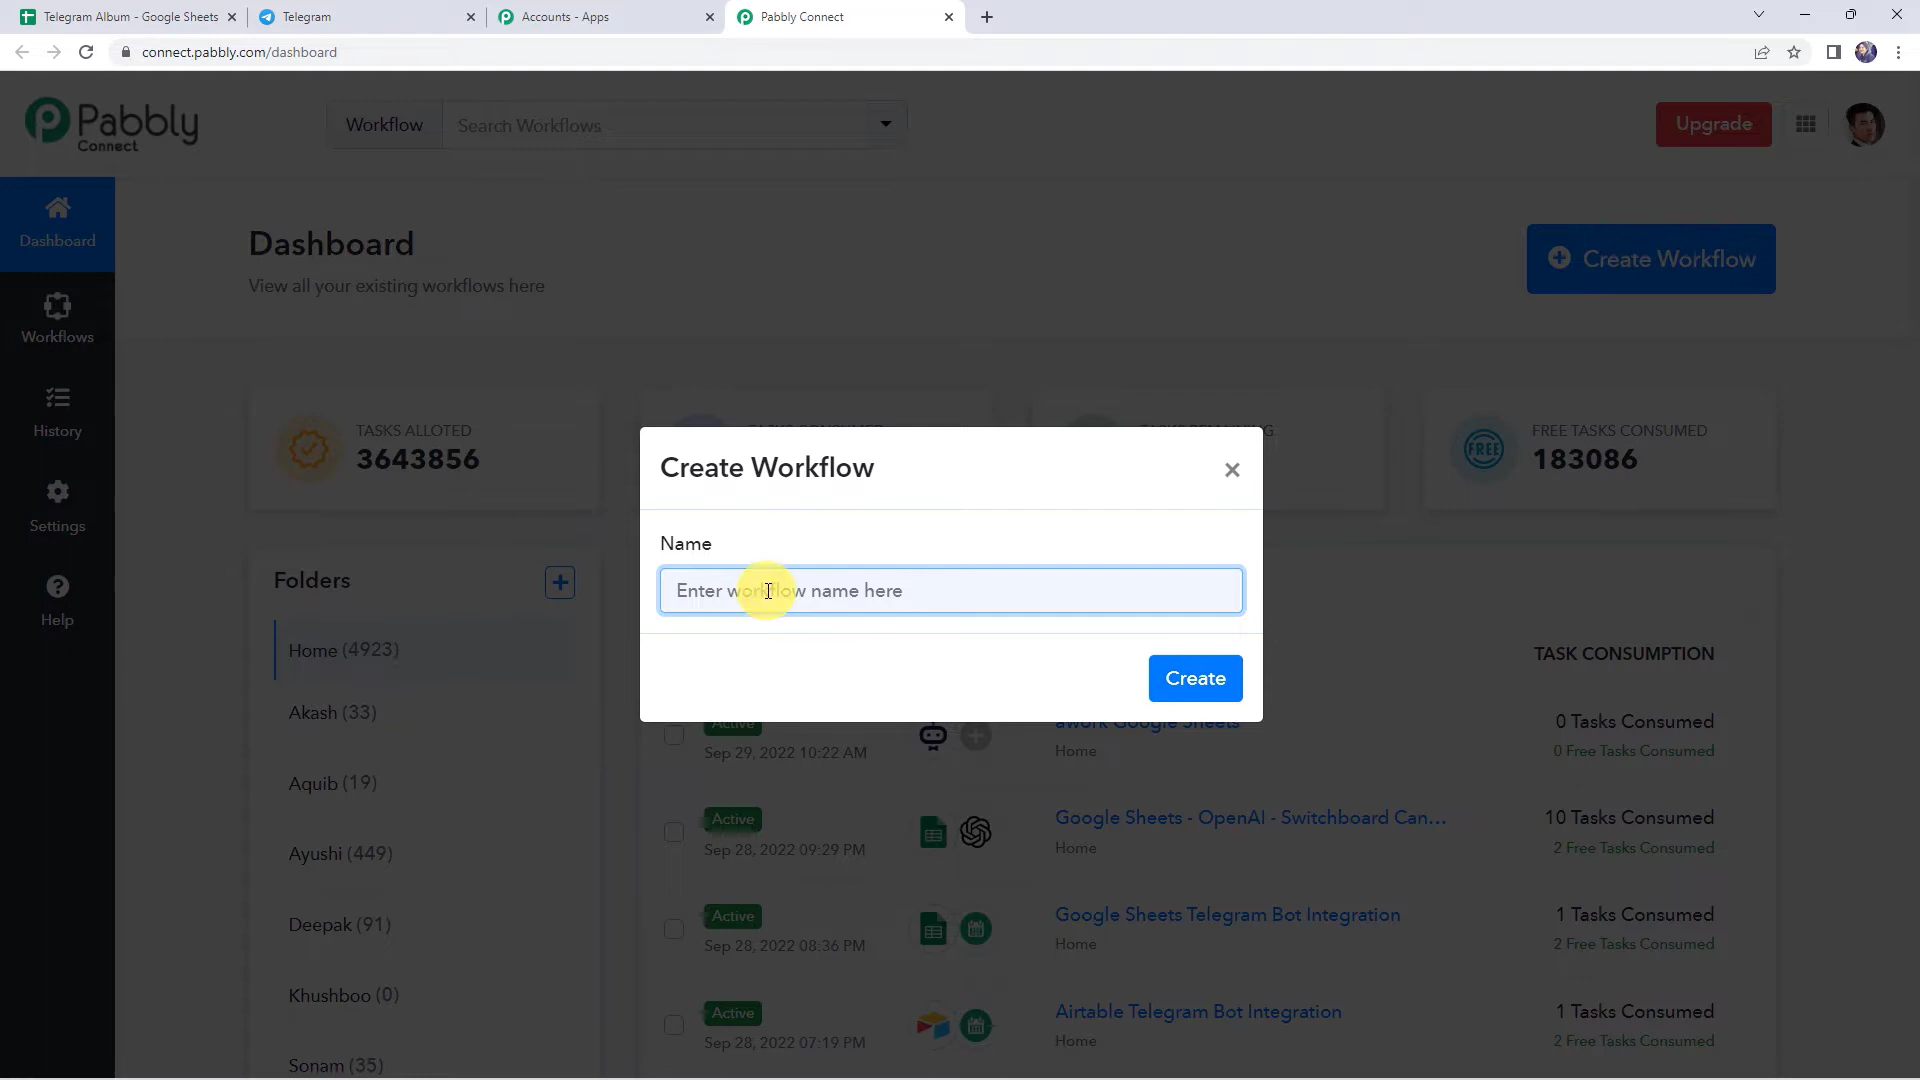 Telegram Album - Google Sheets
Telegram
Accounts - Apps
Pabbly Connect
connect.pabbly.com/dashboard
Pabbly
Connect
Workflow
Search Workflows
Upgrade
Dashboard
Workflows
History
Settings
Help
Dashboard
View all your existing workflows here
Create Workflow
TASKS ALLOTED
3643856
FREE TASKS CONSUMED
183086
FREE
Create Workflow
×
Name
Enter workflow name here
Create
Folders
Home (4923)
Akash (33)
Aquib (19)
Ayushi (449)
Deepak (91)
Khushboo (0)
Sonam (35)
TASK CONSUMPTION
Active
Sep 29, 2022 10:22 AM
awork Google Sheets
Home
0 Tasks Consumed
0 Free Tasks Consumed
Active
Sep 28, 2022 09:29 PM
Google Sheets - OpenAI - Switchboard Can...
Home
10 Tasks Consumed
2 Free Tasks Consumed
Active
Sep 28, 2022 08:36 PM
Google Sheets Telegram Bot Integration
Home
1 Tasks Consumed
2 Free Tasks Consumed
Active
Sep 28, 2022 07:19 PM
Airtable Telegram Bot Integration
Home
1 Tasks Consumed
2 Free Tasks Consumed